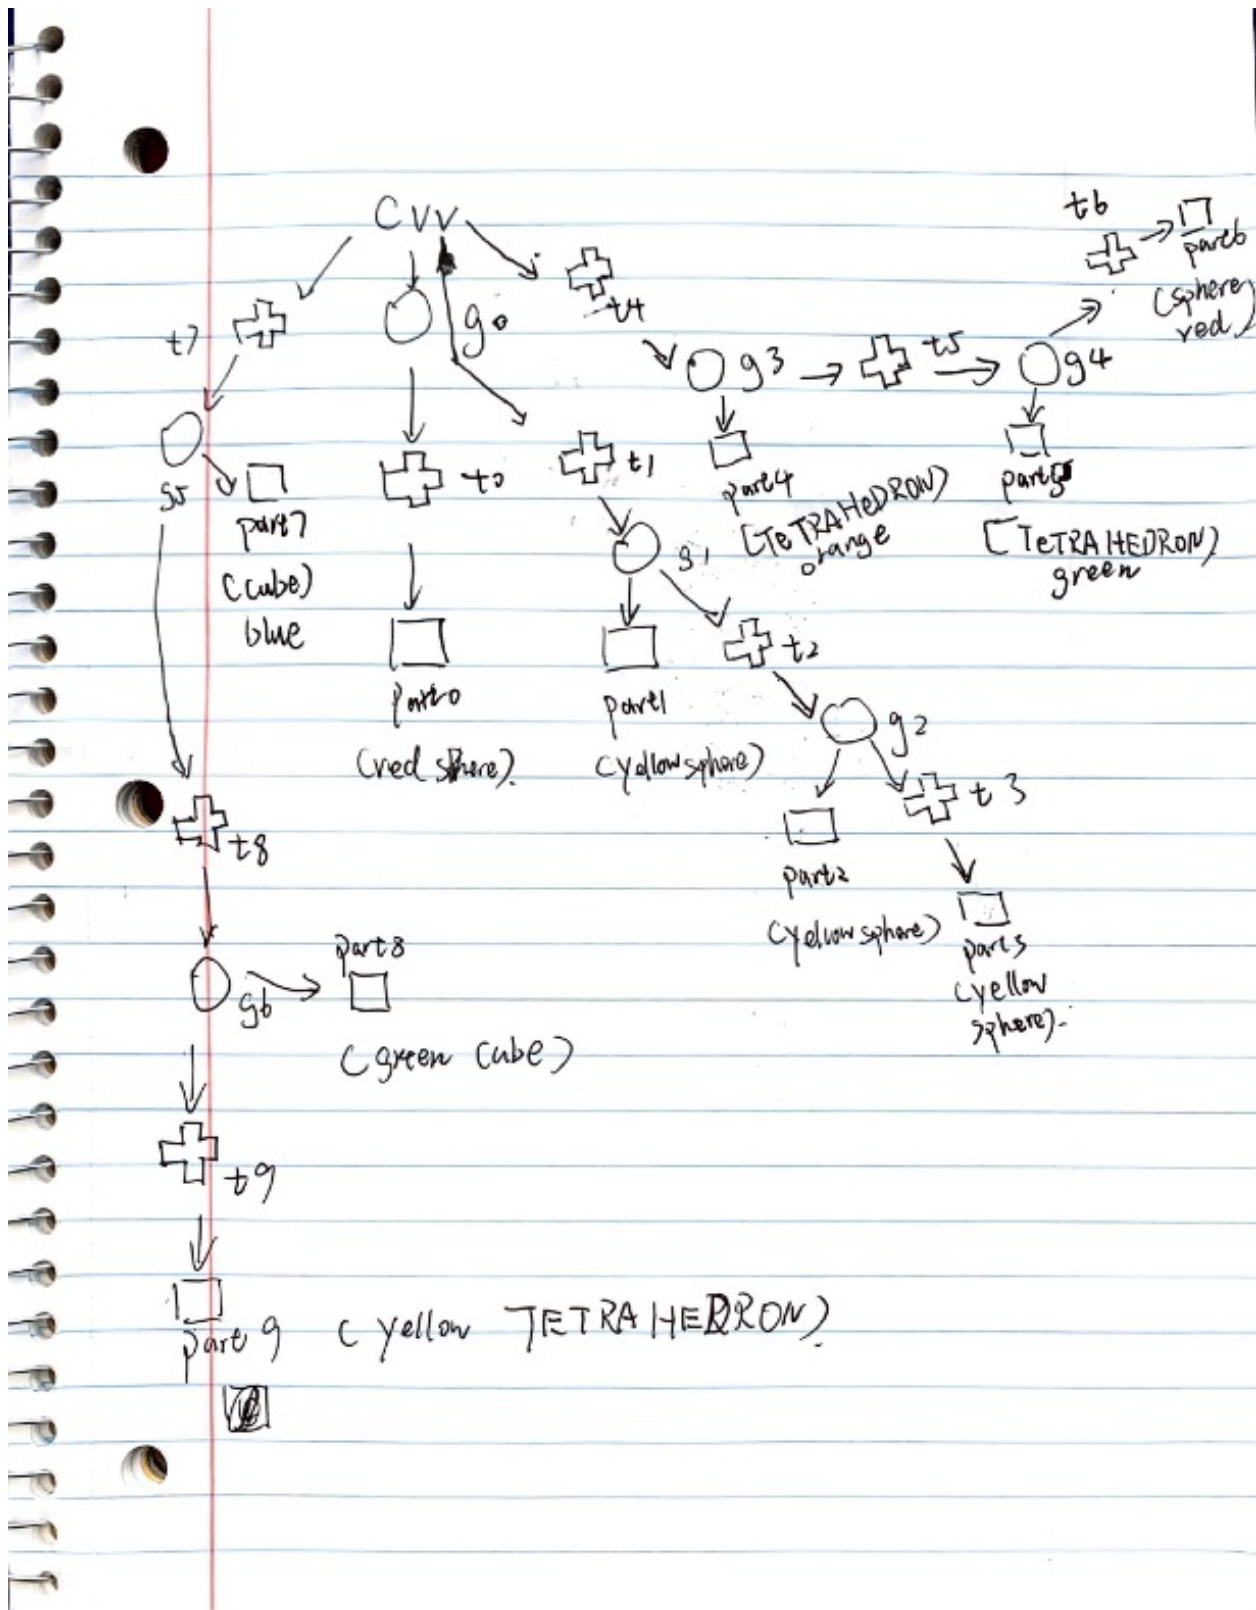 CVV
t6
part6
(sphere
red)
t4
g0
t7
g3
t5
g4
g5
part7
(cube)
blue
t0
t1
part4
[TeTRAHeDRON)
orange
part5
[TeTRAHEDRON)
green
g1
t2
part0
(red sphere).
part1
(yellow sphere)
g2
t3
part2
(yellow sphere)
t8
part3
(yellow
sphere).
part8
g6
(green cube)
t9
part 9 (yellow TETRAHEDRON)